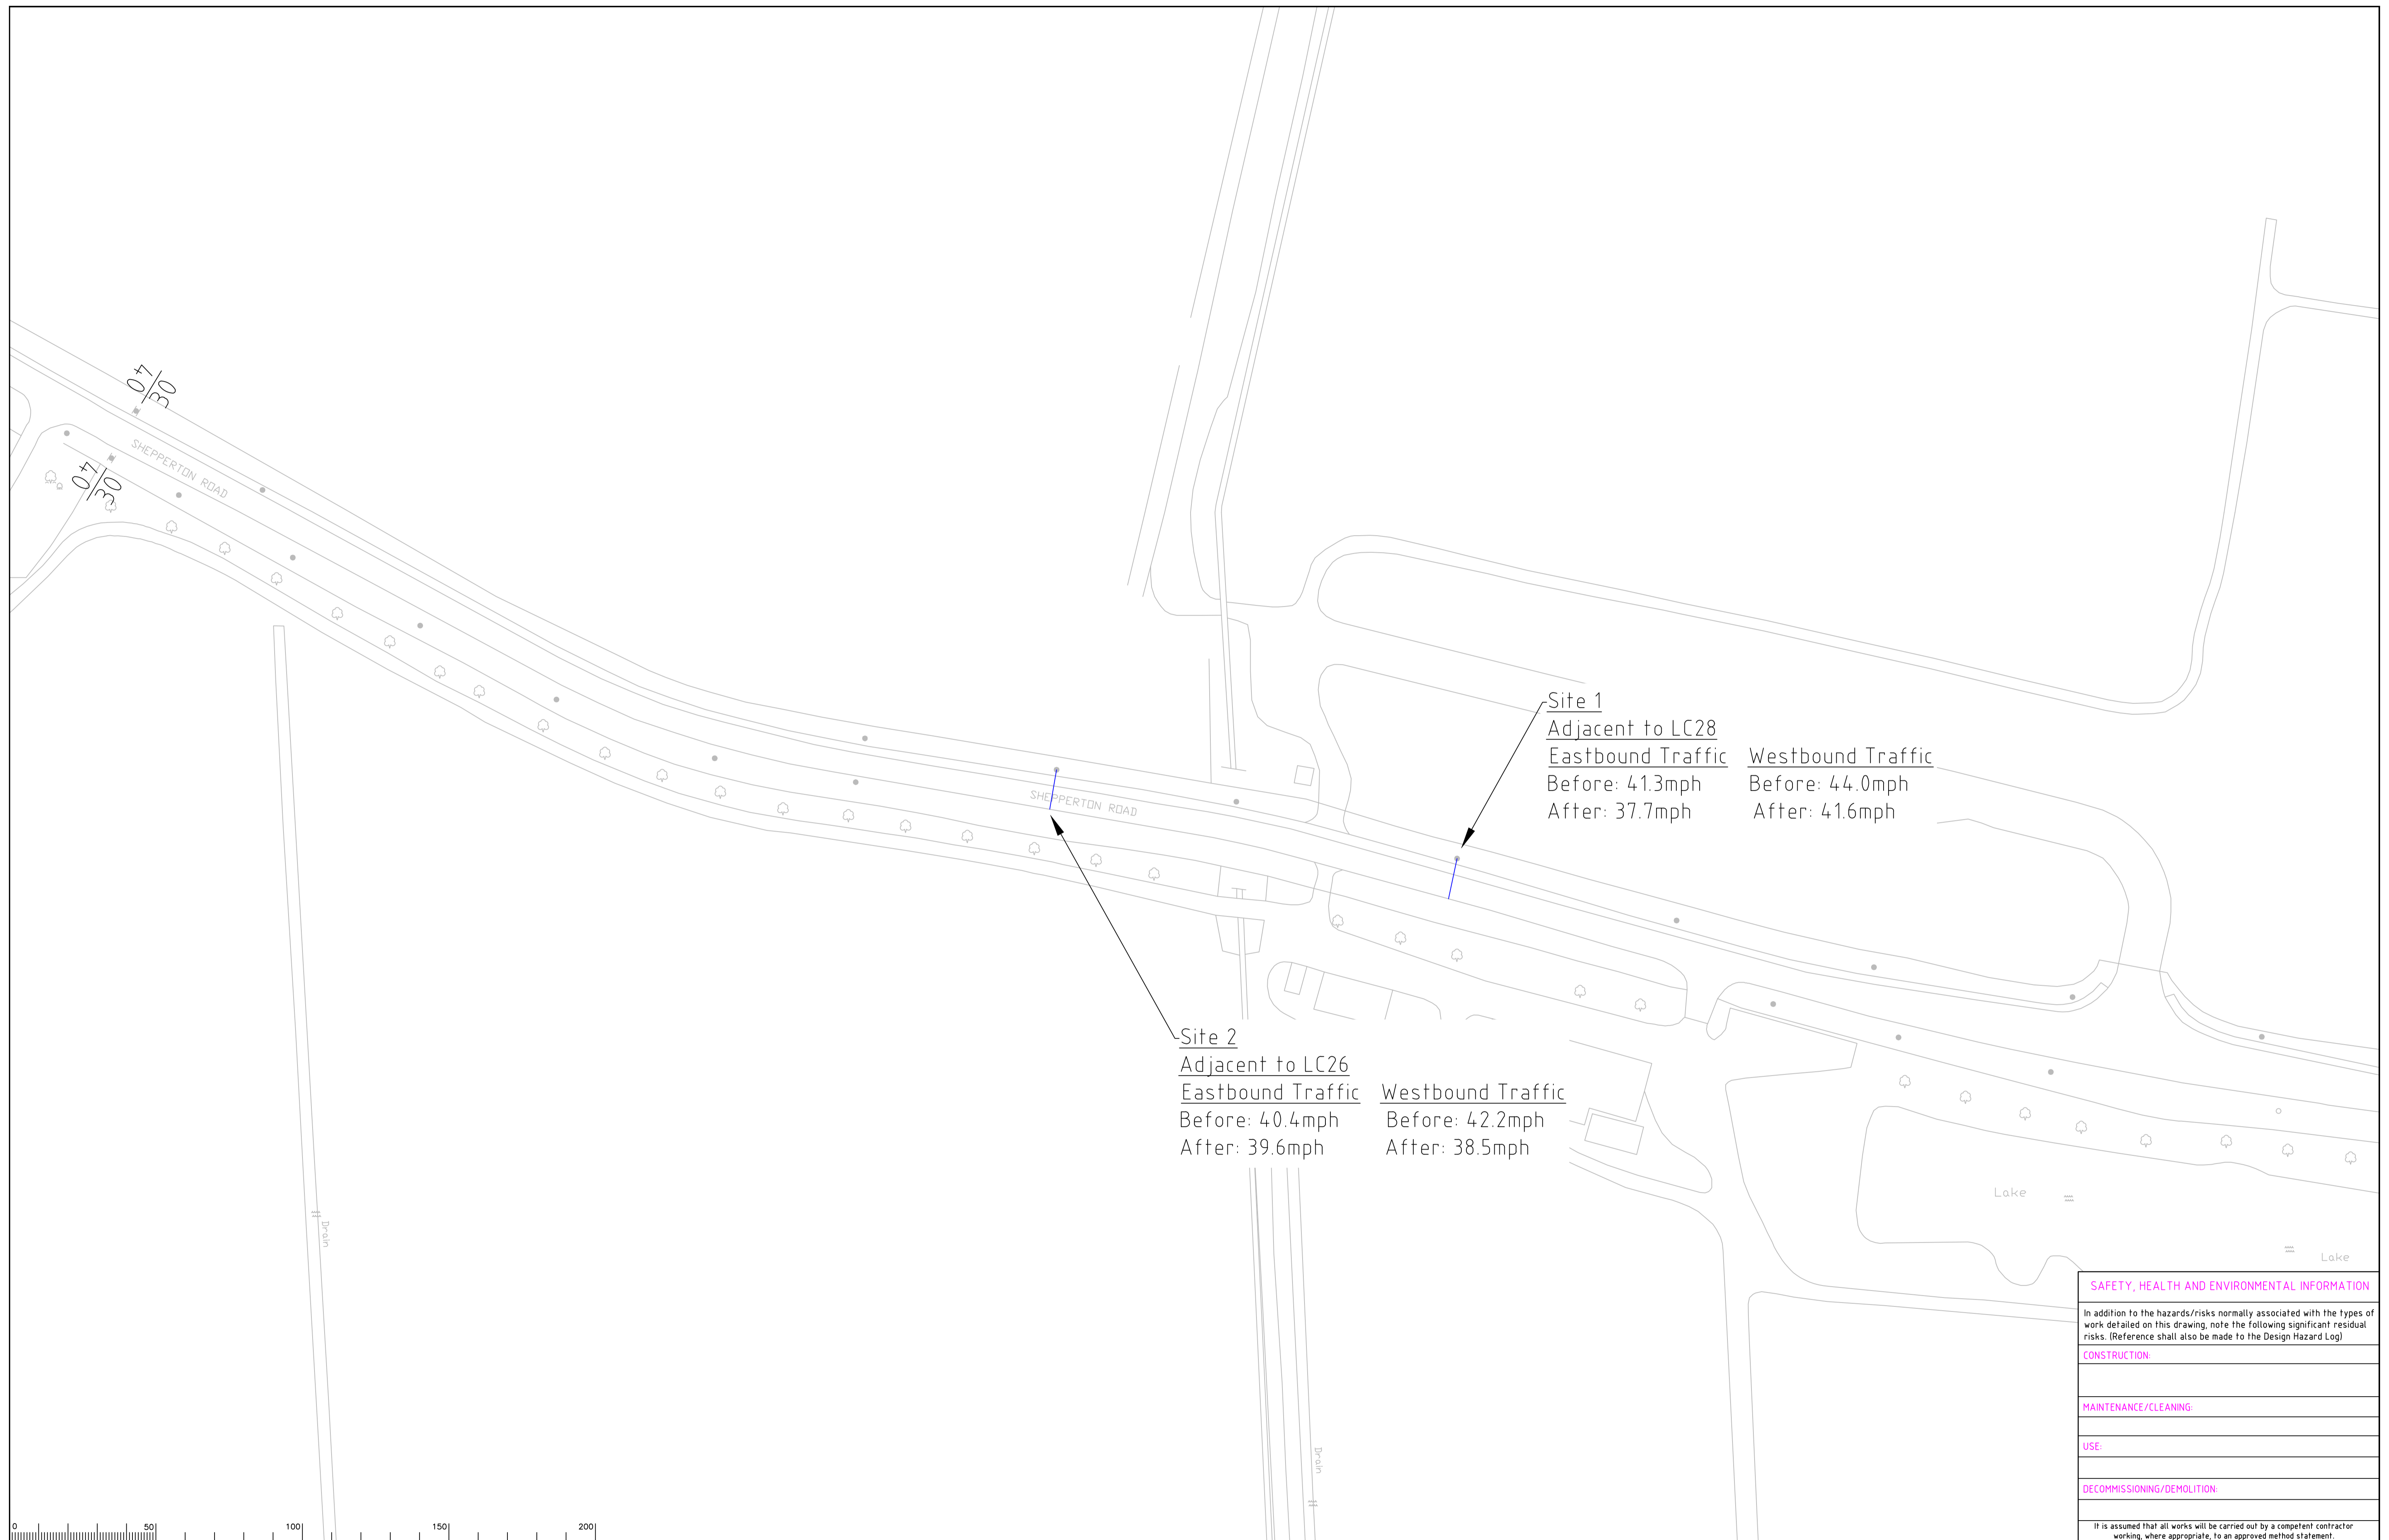 40
30
SHEPPERTON ROAD
40
30
Site 1
Adjacent to LC28
Eastbound Traffic Westbound Traffic
Before: 41.3mph Before: 44.0mph
After: 37.7mph After: 41.6mph
SHEPPERTON ROAD
Site 2
Adjacent to LC26
Eastbound Traffic Westbound Traffic
Before: 40.4mph Before: 42.2mph
After: 39.6mph After: 38.5mph
Lake
Lake
Drain
Drain
SAFETY, HEALTH AND ENVIRONMENTAL INFORMATION
In addition to the hazards/risks normally associated with the types of
work detailed on this drawing, note the following significant residual
risks. (Reference shall also be made to the Design Hazard Log)
CONSTRUCTION:
MAINTENANCE/CLEANING:
USE:
DECOMMISSIONING/DEMOLITION:
It is assumed that all works will be carried out by a competent contractor
working, where appropriate, to an approved method statement.
0 50 100 150 200